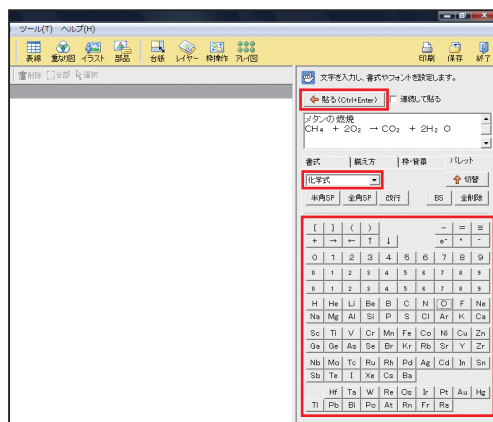 ツール(T) ヘルプ(H)
表線 重ね図 イラスト 部品 台紙 レイヤー 枠操作 アレイ図 印刷 保存 終了
削除 全部 選択
文字を入力し、書式やフォントを設定します。
貼る(Ctrl+Enter) 連続して貼る
メタンの燃焼
CH₄ + 2O₂ → CO₂ + 2H₂ O
書式 揃え方 枠・背景 パレット
化学式 切替
半角SP 全角SP 改行 BS 全削除
[ ] ( ) － = ≡
+ → ← ↑ ↓ e⁻ • -
0 1 2 3 4 5 6 7 8 9
0 1 2 3 4 5 6 7 8 9
0 1 2 3 4 5 6 7 8 9
H He Li Be B C N O F Ne
Na Mg Al Si P S Cl Ar K Ca
Sc Ti V Cr Mn Fe Co Ni Cu Zn
Ga Ge As Se Br Kr Rb Sr Y Zr
Nb Mo Tc Ru Rh Pd Ag Cd In Sn
Sb Te I Xe Cs Ba
Hf Ta W Re Os Ir Pt Au Hg
Tl Pb Bi Po At Rn Fr Ra